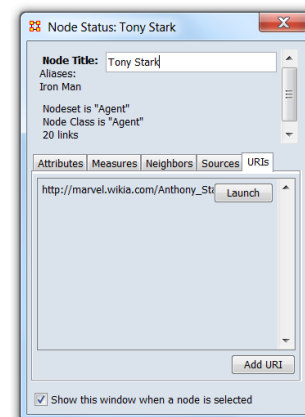 Node Status: Tony Stark
Node Title: Tony Stark
Aliases:
Iron Man
Nodeset is "Agent"
Node Class is "Agent"
20 links
Attributes Measures Neighbors Sources URIs
http://marvel.wikia.com/Anthony_Sta Launch
Add URI
Show this window when a node is selected